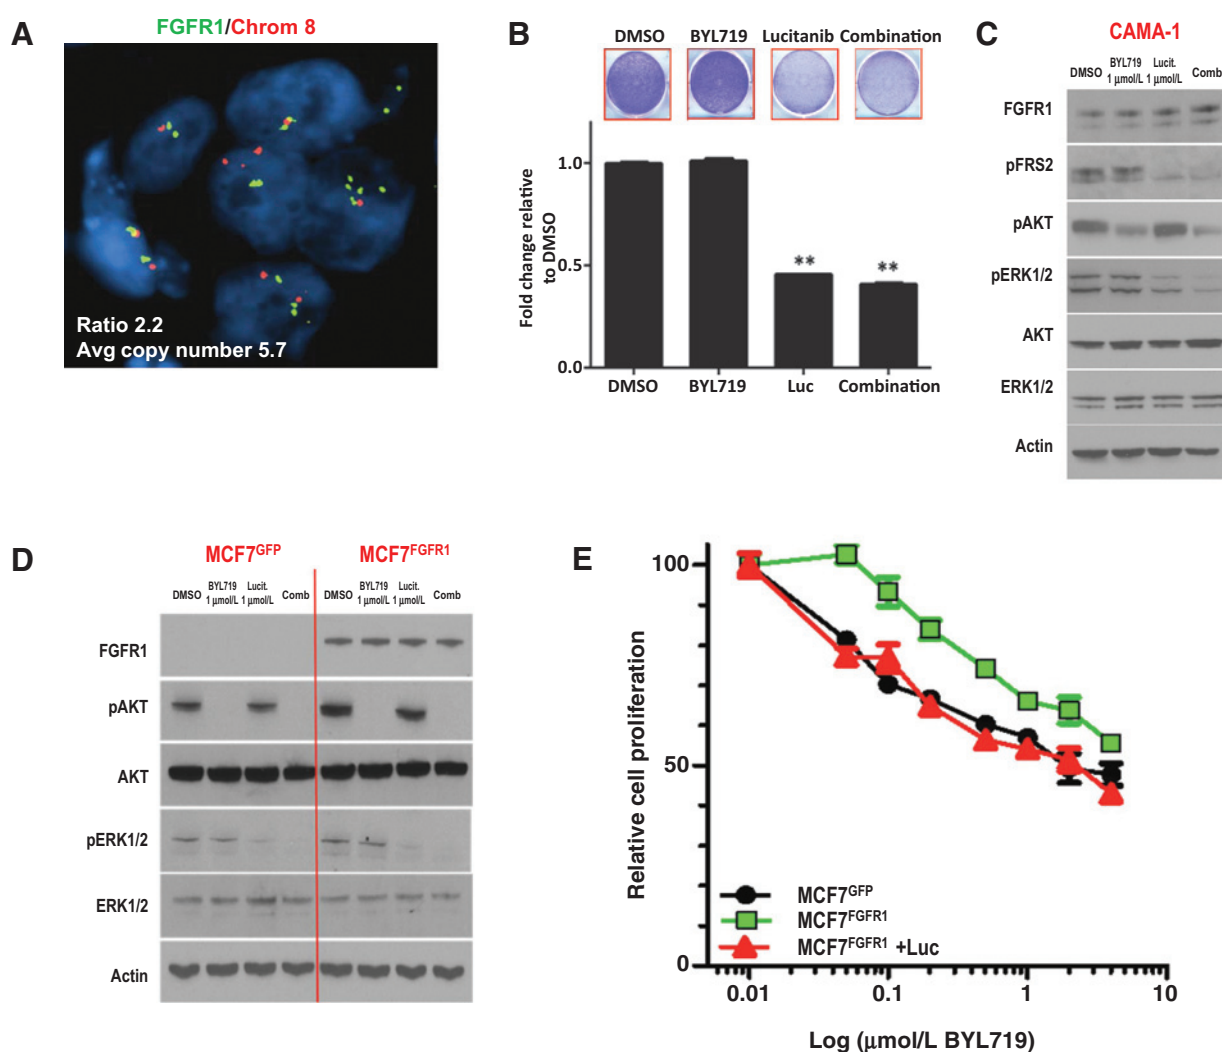 A
FGFR1/Chrom 8
Ratio 2.2
Avg copy number 5.7
B
DMSO BYL719 Lucitanib Combination
Fold change relative
to DMSO
1.0
0.5
0.0
** **
DMSO BYL719 Luc Combination
C
CAMA-1
DMSO BYL719 1 μmol/L Lucit. 1 μmol/L Comb
FGFR1
pFRS2
pAKT
pERK1/2
AKT
ERK1/2
Actin
D
MCF7GFP MCF7FGFR1
DMSO BYL719 1 μmol/L Lucit. 1 μmol/L Comb DMSO BYL719 1 μmol/L Lucit. 1 μmol/L Comb
FGFR1
pAKT
AKT
pERK1/2
ERK1/2
Actin
E
Relative cell proliferation
100
50
0
MCF7GFP
MCF7FGFR1
MCF7FGFR1 +Luc
0.01 0.1 1 10
Log (μmol/L BYL719)